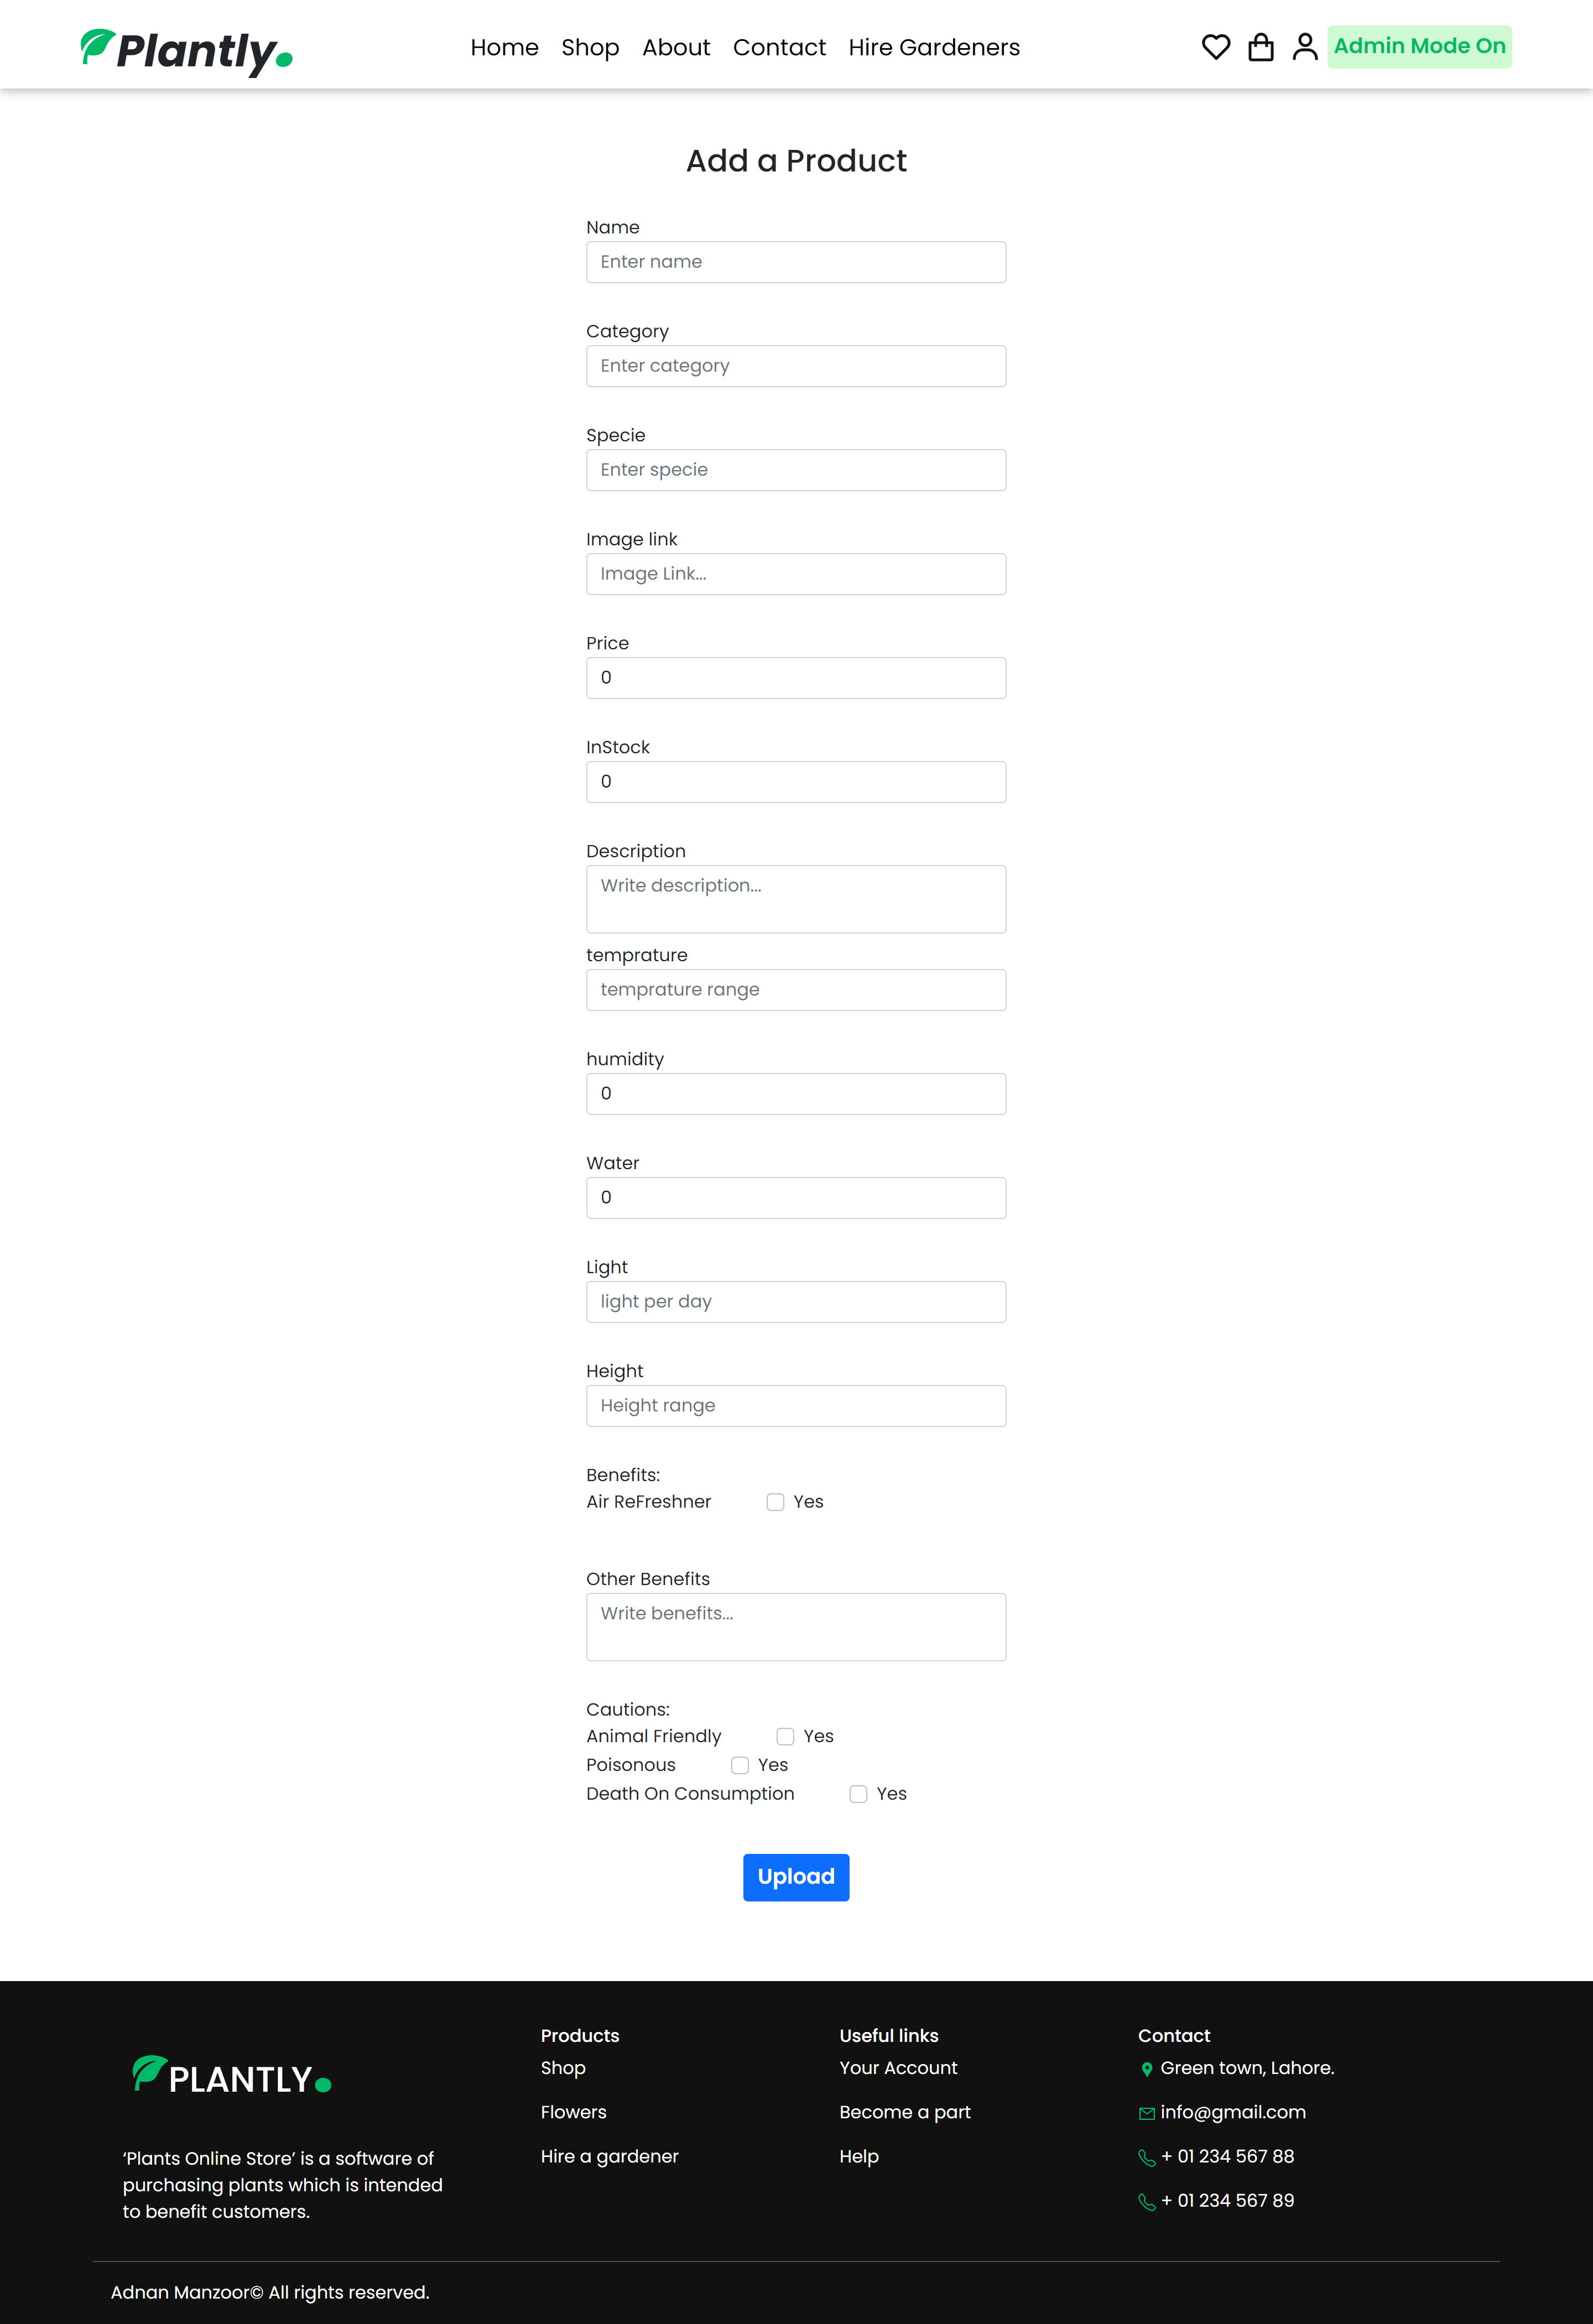 Plantly.
Home Shop About Contact Hire Gardeners
Admin Mode On
Add a Product
Name
Enter name
Category
Enter category
Specie
Enter specie
Image link
Image Link...
Price
0
InStock
0
Description
Write description...
temprature
temprature range
humidity
0
Water
0
Light
light per day
Height
Height range
Benefits:
Air ReFreshner Yes
Other Benefits
Write benefits...
Cautions:
Animal Friendly Yes
Poisonous Yes
Death On Consumption Yes
Upload
PLANTLY.
‘Plants Online Store’ is a software of
purchasing plants which is intended
to benefit customers.
Products
Shop
Flowers
Hire a gardener
Useful links
Your Account
Become a part
Help
Contact
Green town, Lahore.
info@gmail.com
+ 01 234 567 88
+ 01 234 567 89
Adnan Manzoor© All rights reserved.